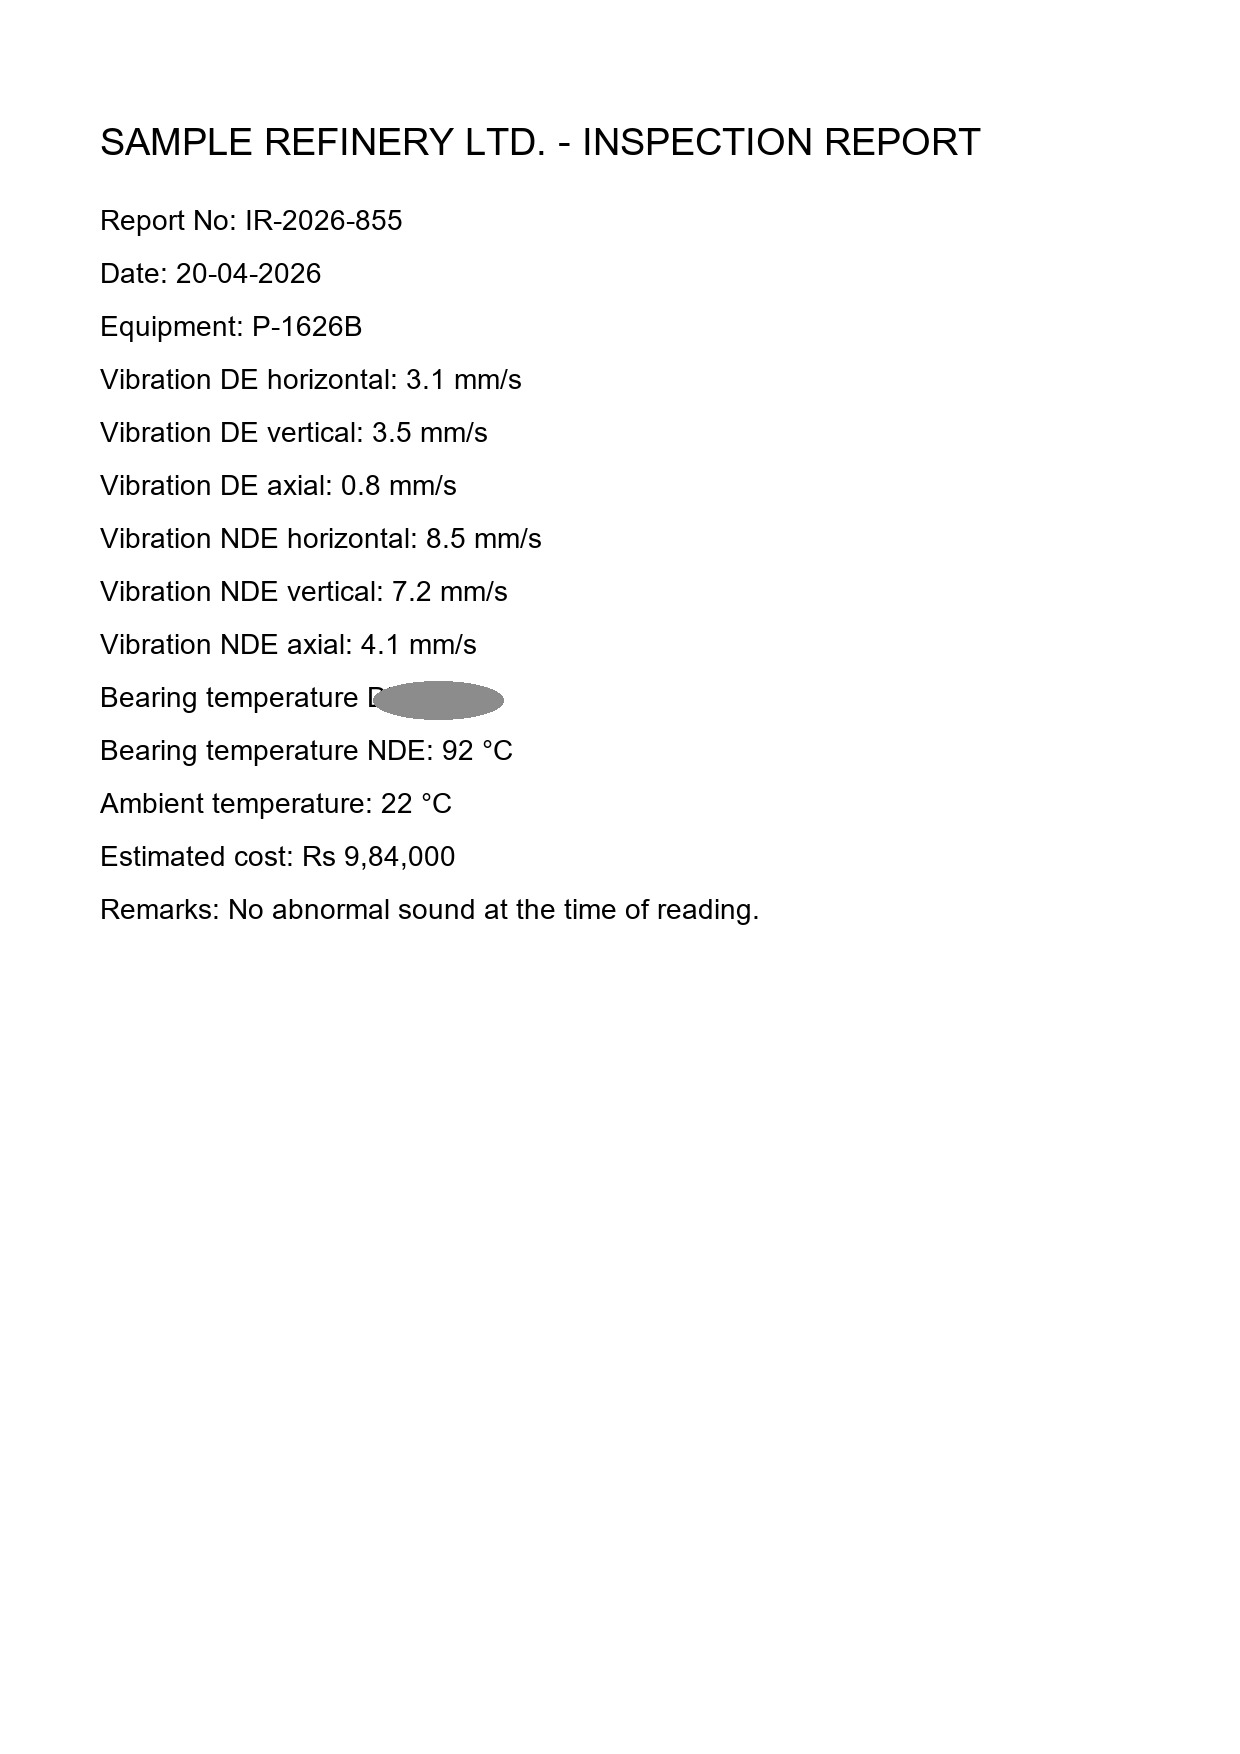 SAMPLE REFINERY LTD. - INSPECTION REPORT
Report No: IR-2026-855
Date: 20-04-2026
Equipment: P-1626B
Vibration DE horizontal: 3.1 mm/s
Vibration DE vertical: 3.5 mm/s
Vibration DE axial: 0.8 mm/s
Vibration NDE horizontal: 8.5 mm/s
Vibration NDE vertical: 7.2 mm/s
Vibration NDE axial: 4.1 mm/s
Bearing temperature
Bearing temperature NDE: 92 °C
Ambient temperature: 22 °C
Estimated cost: Rs 9,84,000
Remarks: No abnormal sound at the time of reading.